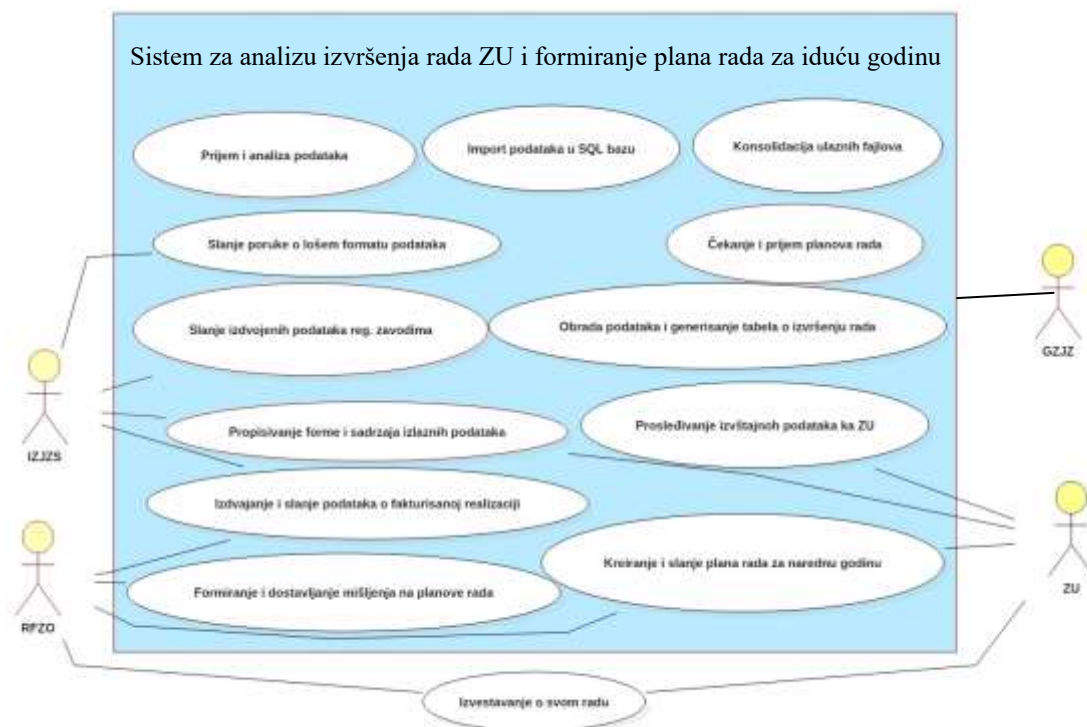 Sistem za analizu izvršenja rada ZU i formiranje plana rada za iduću godinu
Prijem i analiza podataka
Import podataka u SQL bazu
Konsolidacija ulaznih fajlova
Slanje poruke o lošem formatu podataka
Čekanje i prijem planova rada
Slanje izdvojenih podataka reg. zavodima
Obrada podataka i generisanje tabela o izvršenju rada
GZJZ
IZJZS
Propisivanje forme i sadrzaja izlaznih podataka
Prosleđivanje izvštajnoh podataka ka ZU
Izdvajanje i slanje podataka o fakturisanoj realizaciji
Kreiranje i slanje plana rada za narednu godinu
ZU
Formiranje i dostavljanje mišljenja na planove rada
RFZO
Izvestavanje o svom radu